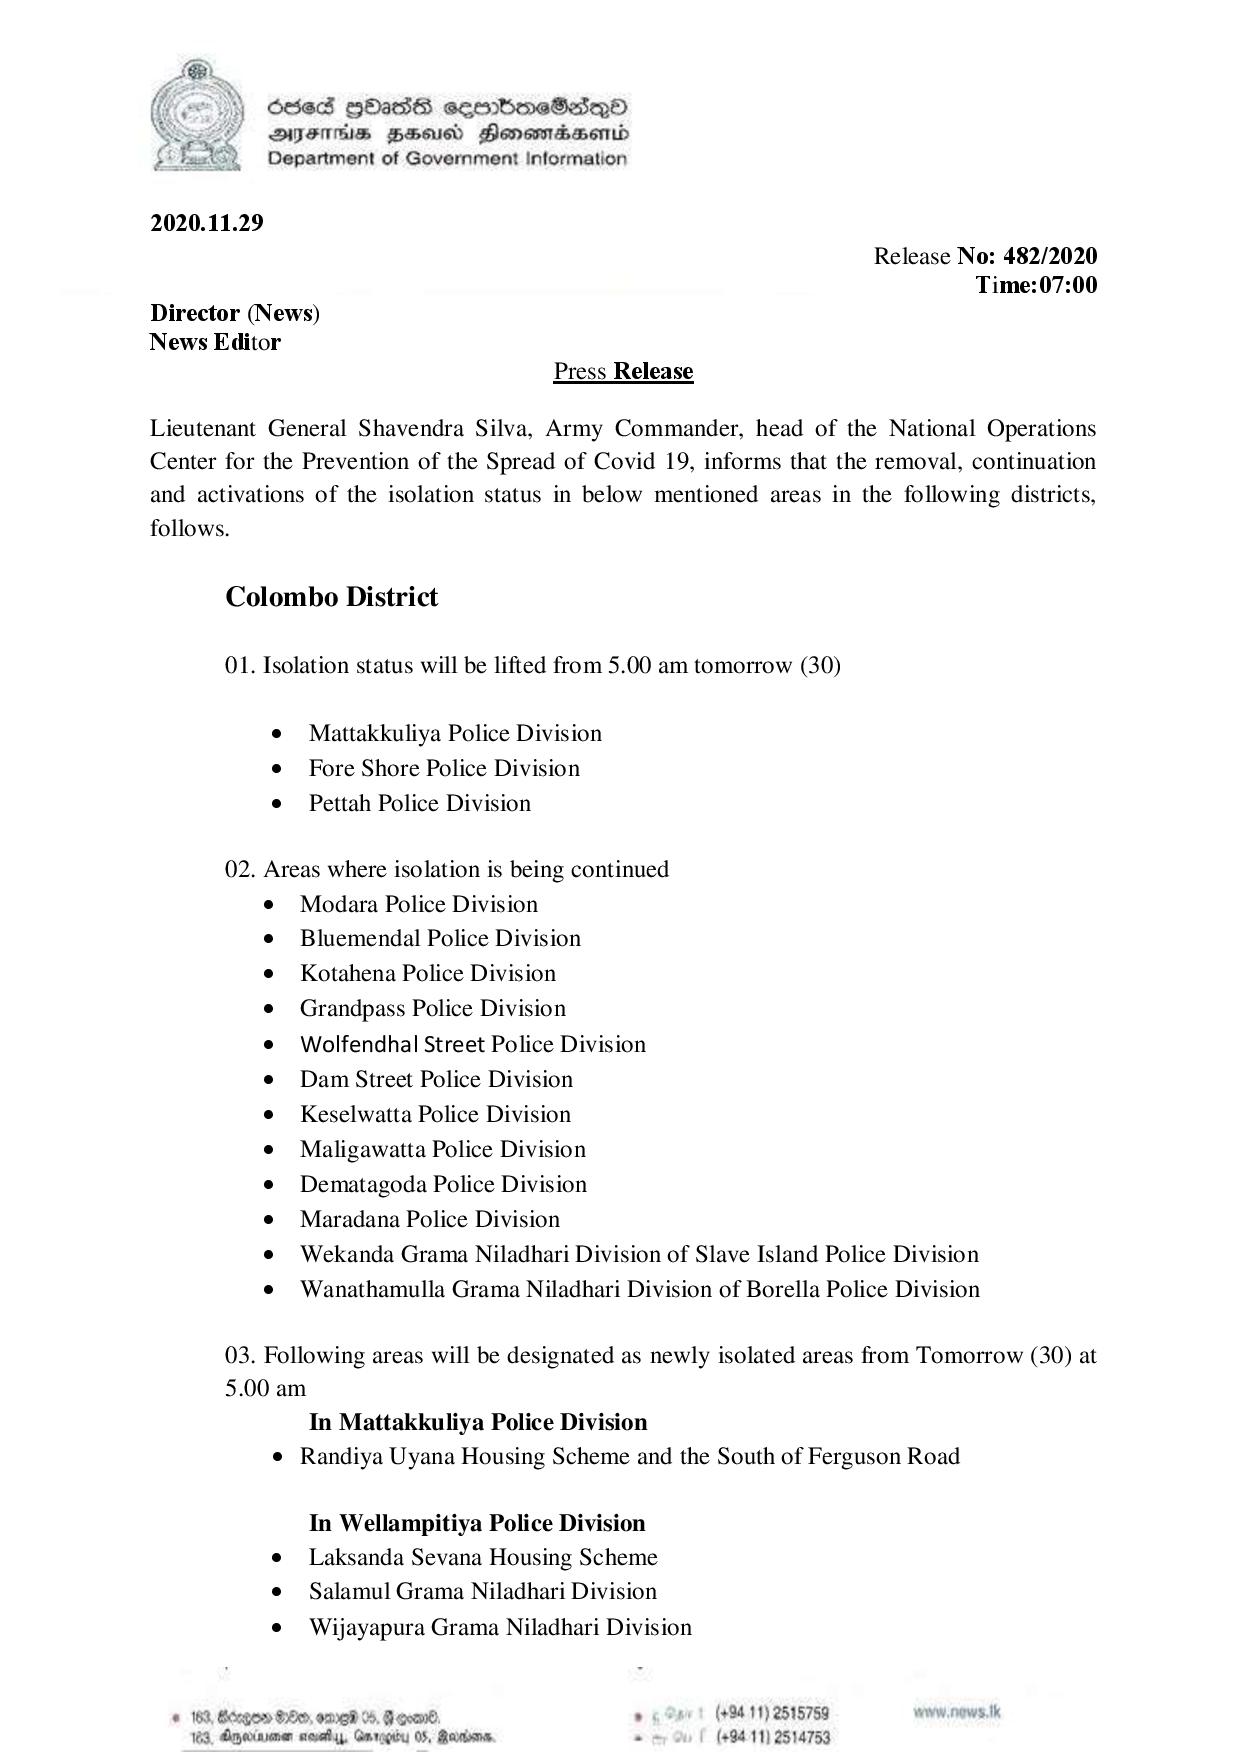 රජයේ ප්‍රවෘත්ති දෙපාර්තමේන්තුව
அரசாங்க தகவல் திணைக்களம்
Department of Government Information
2020.11.29
Release No: 482/2020
Time:07:00
Director (News)
News Editor
Press Release
Lieutenant General Shavendra Silva, Army Commander, head of the National Operations
Center for the Prevention of the Spread of Covid 19, informs that the removal, continuation
and activations of the isolation status in below mentioned areas in the following districts,
follows.
Colombo District
01. Isolation status will be lifted from 5.00 am tomorrow (30)
• Mattakkuliya Police Division
• Fore Shore Police Division
• Pettah Police Division
02. Areas where isolation is being continued
• Modara Police Division
• Bluemendal Police Division
• Kotahena Police Division
• Grandpass Police Division
• Wolfendhal Street Police Division
• Dam Street Police Division
• Keselwatta Police Division
• Maligawatta Police Division
• Dematagoda Police Division
• Maradana Police Division
• Wekanda Grama Niladhari Division of Slave Island Police Division
• Wanathamulla Grama Niladhari Division of Borella Police Division
03. Following areas will be designated as newly isolated areas from Tomorrow (30) at
5.00 am
In Mattakkuliya Police Division
• Randiya Uyana Housing Scheme and the South of Ferguson Road
In Wellampitiya Police Division
• Laksanda Sevana Housing Scheme
• Salamul Grama Niladhari Division
• Wijayapura Grama Niladhari Division
163, කිරුළපන මාවත, කොළඹ 05, ශ්‍රී ලංකාව.
163, கிருலப்பனை எவனியூ, கொழும்பு 05, இலங்கை.
(+94 11) 2515759
(+94 11) 2514753
www.news.lk